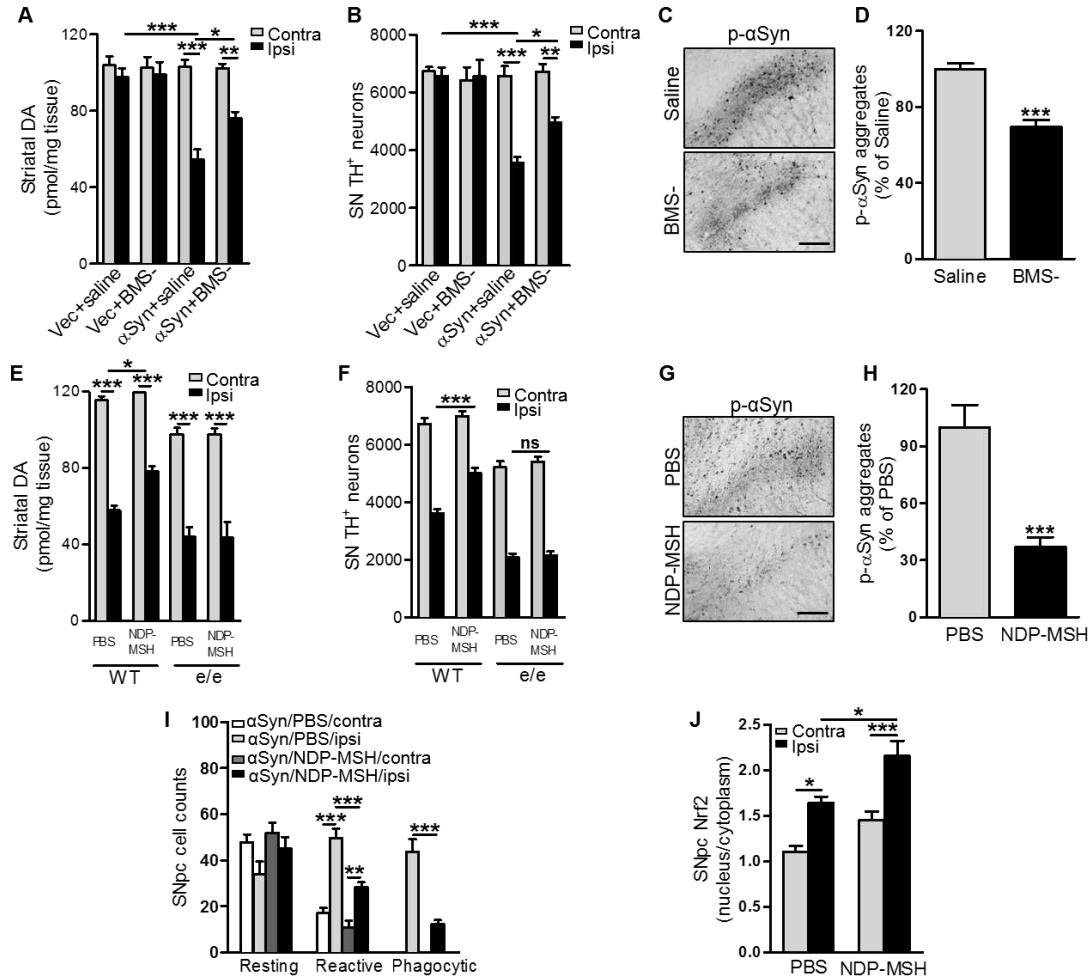 A
***
*
***
**
Contra
Ipsi
120
80
40
0
Striatal DA
(pmol/mg tissue)
Vec+saline
Vec+BMS-
αSyn+saline
αSyn+BMS-
B
***
*
***
**
Contra
Ipsi
8000
6000
4000
2000
0
SN TH⁺ neurons
Vec+saline
Vec+BMS-
αSyn+saline
αSyn+BMS-
C
p-αSyn
Saline
BMS-
D
120
80
40
0
p-αSyn aggregates
(% of Saline)
***
Saline
BMS-
E
*
***
***
***
***
Contra
Ipsi
120
80
40
0
Striatal DA
(pmol/mg tissue)
PBS
NDP-
MSH
PBS
NDP-
MSH
WT
e/e
F
***
ns
Contra
Ipsi
8000
6000
4000
2000
0
SN TH⁺ neurons
PBS
NDP-
MSH
PBS
NDP-
MSH
WT
e/e
G
p-αSyn
PBS
NDP-MSH
H
120
90
60
30
0
p-αSyn aggregates
(% of PBS)
***
PBS
NDP-MSH
I
αSyn/PBS/contra
αSyn/PBS/ipsi
αSyn/NDP-MSH/contra
αSyn/NDP-MSH/ipsi
100
80
60
40
20
0
SNpc cell counts
***
***
**
***
Resting
Reactive
Phagocytic
J
*
***
*
Contra
Ipsi
2.5
2.0
1.5
1.0
0.5
0.0
SNpc Nrf2
(nucleus/cytoplasm)
PBS
NDP-MSH